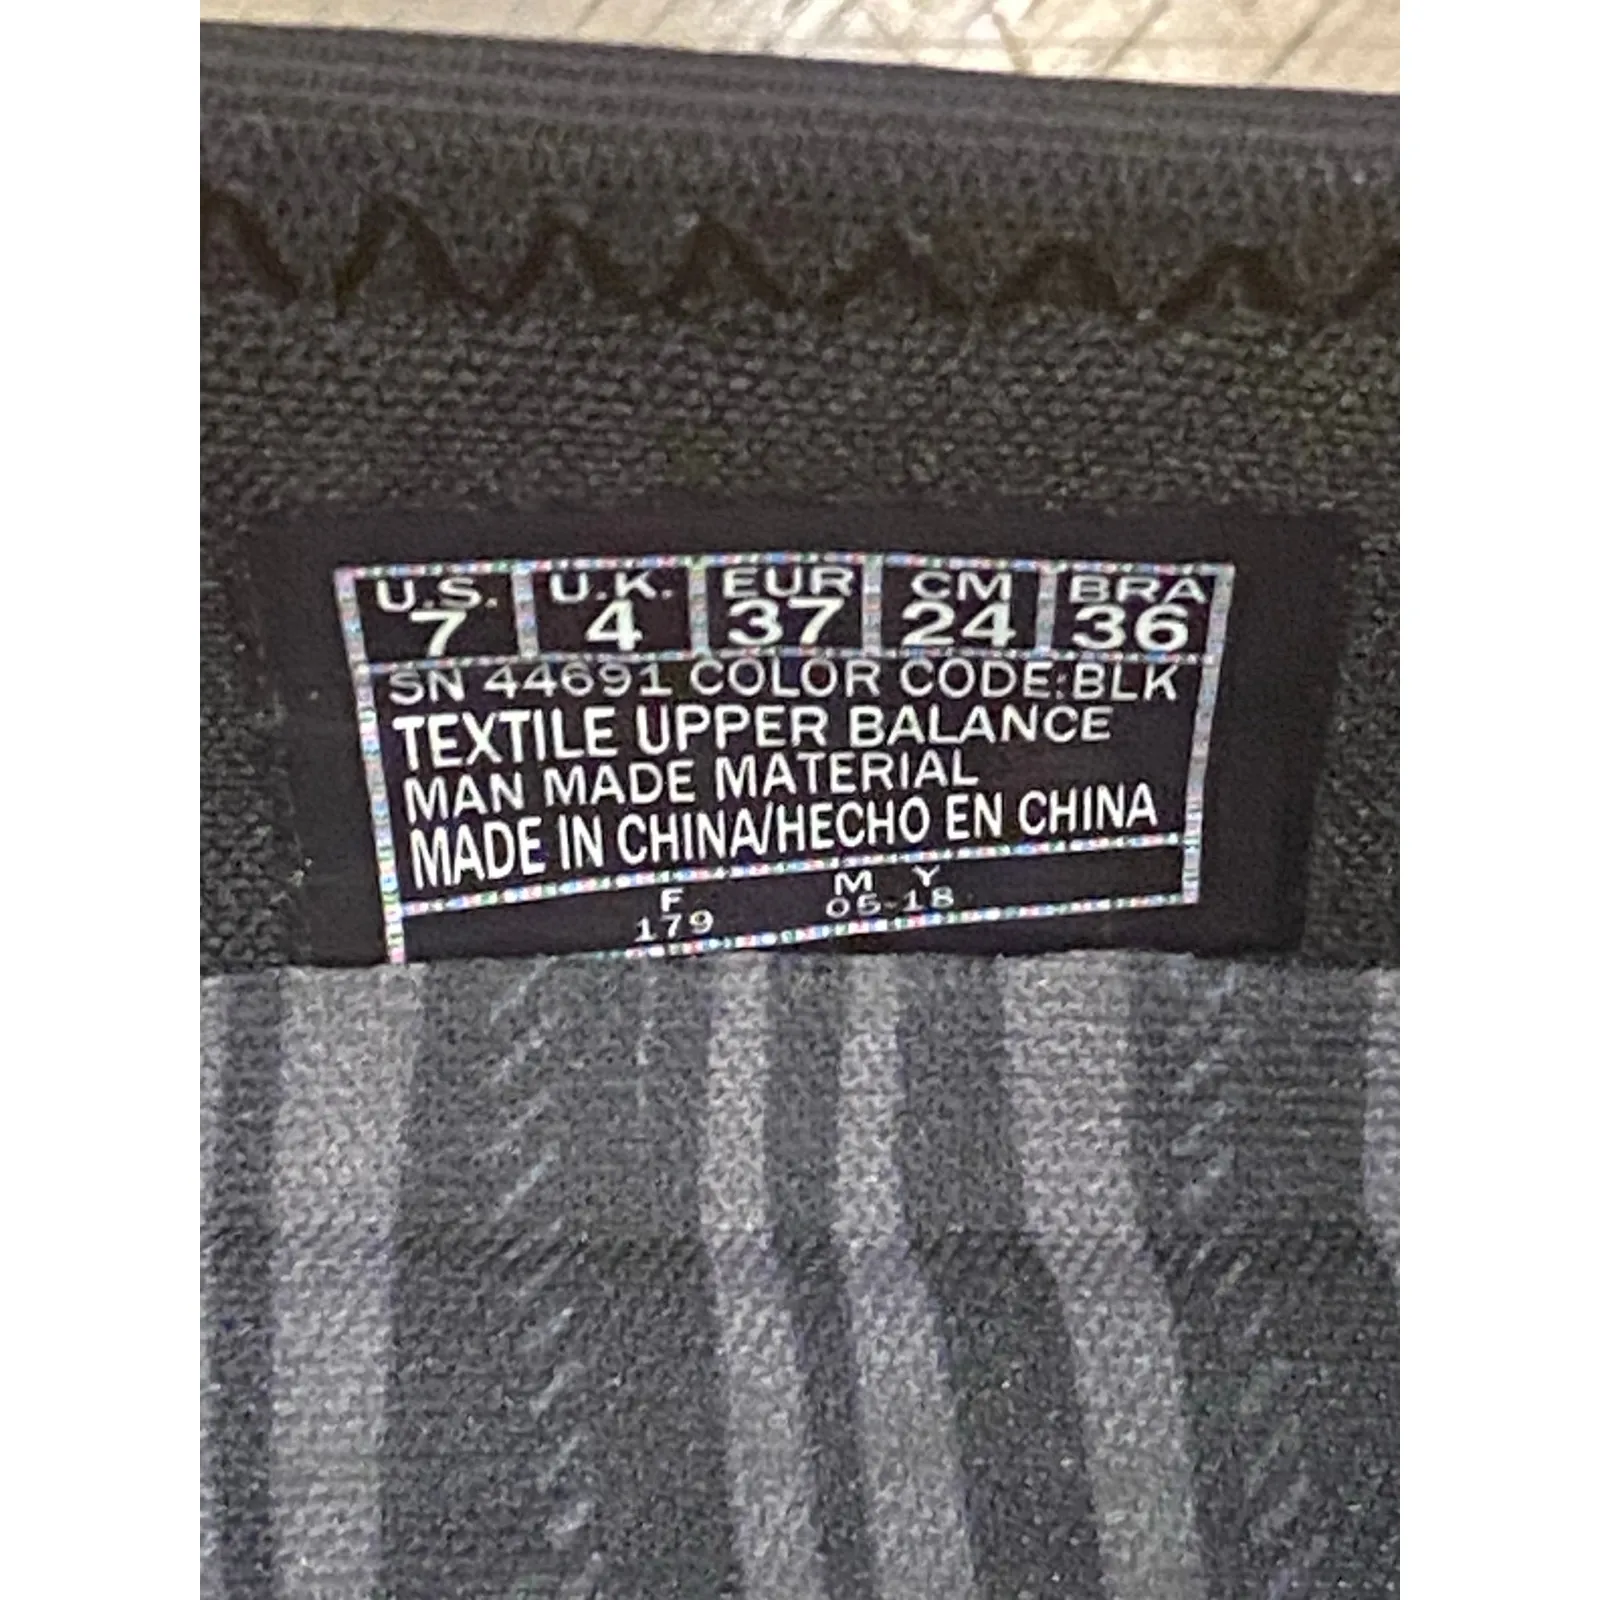 U.S. U.K. EUR CM BRA
7 4 37 24 36
SN 44691 COLOR CODE:BLK
TEXTILE UPPER BALANCE
MAN MADE MATERIAL
MADE IN CHINA/HECHO EN CHINA
F M Y
179 05-18